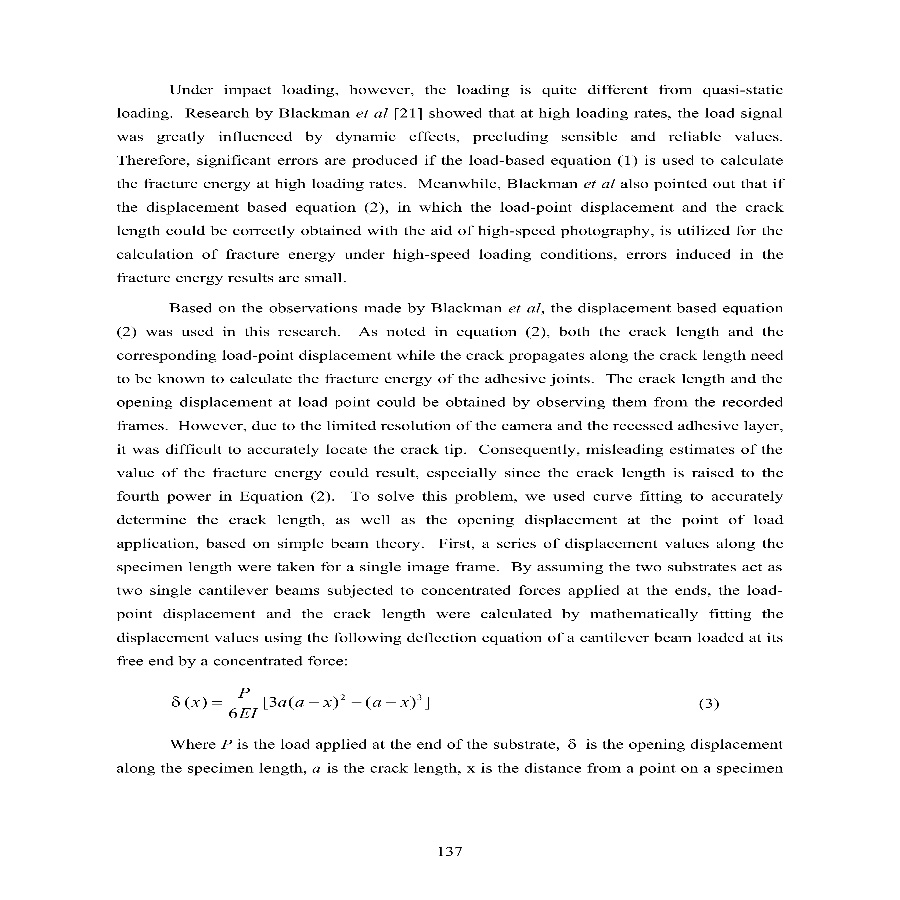 Under impact loading, however, the loading is quite different from quasi-static
loading. Research by Blackman et al [21] showed that at high loading rates, the load signal
was greatly influenced by dynamic effects, precluding sensible and reliable values.
Therefore, significant errors are produced if the load-based equation (1) is used to calculate
the fracture energy at high loading rates. Meanwhile, Blackman et al also pointed out that if
the displacement based equation (2), in which the load-point displacement and the crack
length could be correctly obtained with the aid of high-speed photography, is utilized for the
calculation of fracture energy under high-speed loading conditions, errors induced in the
fracture energy results are small.
Based on the observations made by Blackman et al, the displacement based equation
(2) was used in this research. As noted in equation (2), both the crack length and the
corresponding load-point displacement while the crack propagates along the crack length need
to be known to calculate the fracture energy of the adhesive joints. The crack length and the
opening displacement at load point could be obtained by observing them from the recorded
frames. However, due to the limited resolution of the camera and the recessed adhesive layer,
it was difficult to accurately locate the crack tip. Consequently, misleading estimates of the
value of the fracture energy could result, especially since the crack length is raised to the
fourth power in Equation (2). To solve this problem, we used curve fitting to accurately
determine the crack length, as well as the opening displacement at the point of load
application, based on simple beam theory. First, a series of displacement values along the
specimen length were taken for a single image frame. By assuming the two substrates act as
two single cantilever beams subjected to concentrated forces applied at the ends, the load-
point displacement and the crack length were calculated by mathematically fitting the
displacement values using the following deflection equation of a cantilever beam loaded at its
free end by a concentrated force:
δ(x) = P/6EI [3a(a − x)² − (a − x)³] (3)
Where P is the load applied at the end of the substrate, δ is the opening displacement
along the specimen length, a is the crack length, x is the distance from a point on a specimen
137